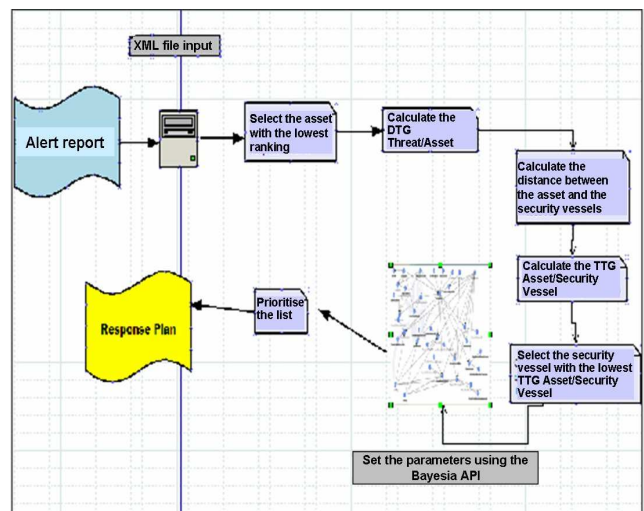 XML file input
Alert report
Select the asset
with the lowest
ranking
Calculate the
DTG
Threat/Asset
Calculate the
distance between
the asset and the
security vessels
Calculate the TTG
Asset/Security
Vessel
Select the security
vessel with the lowest
TTG Asset/Security
Vessel
Set the parameters using the
Bayesia API
Prioritise
the list
Response Plan